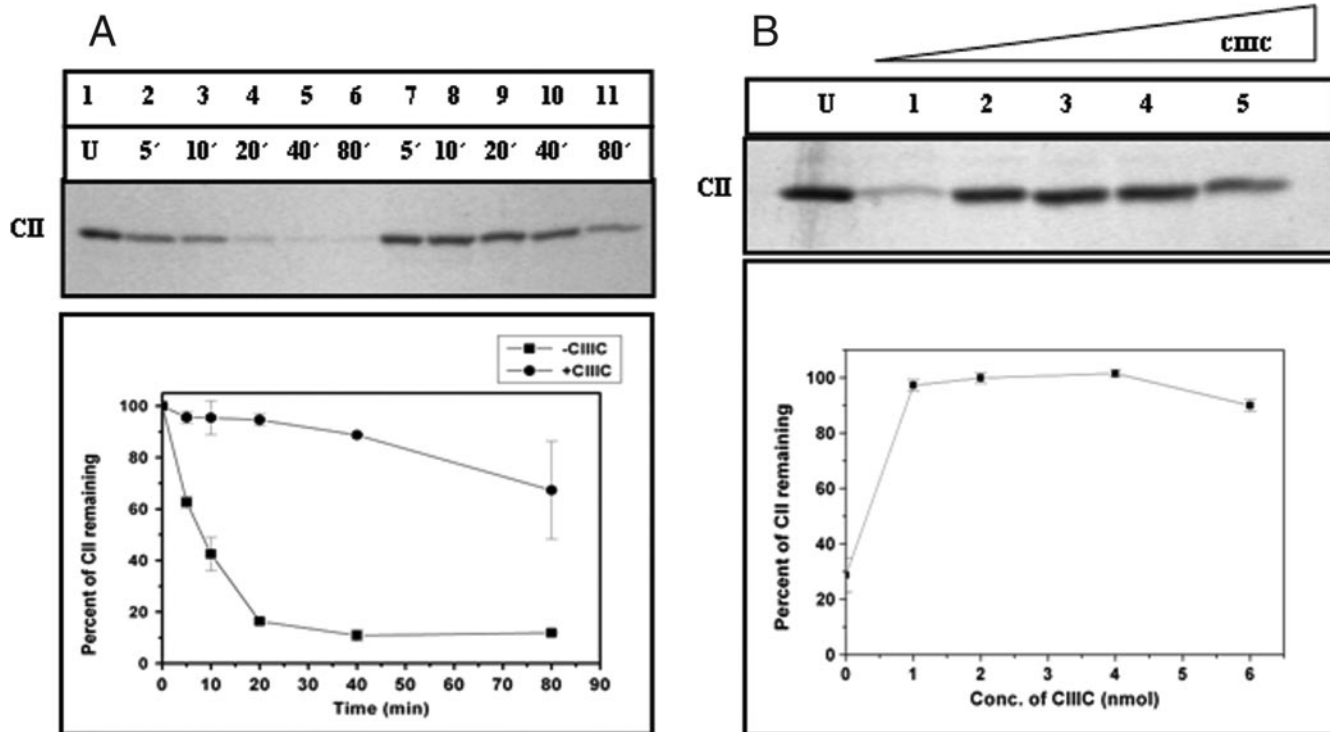 A
1 2 3 4 5 6 7 8 9 10 11
U 5′ 10′ 20′ 40′ 80′ 5′ 10′ 20′ 40′ 80′
CII
-CIIIC
+CIIIC
Percent of CII remaining
100
80
60
40
20
0
0 10 20 30 40 50 60 70 80 90
Time (min)
B
CIIIC
U 1 2 3 4 5
CII
Percent of CII remaining
100
80
60
40
20
0
0 1 2 3 4 5 6
Conc. of CIIIC (nmol)